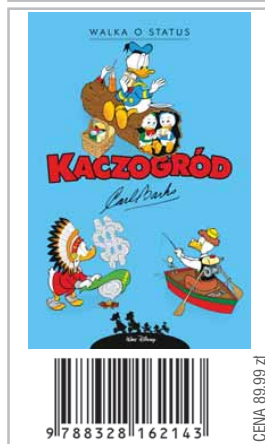 WALKA O STATUS
KACZOGRÓD
Carl Barks
Walt Disney
9 788328 162143
CENA 89.99 zł